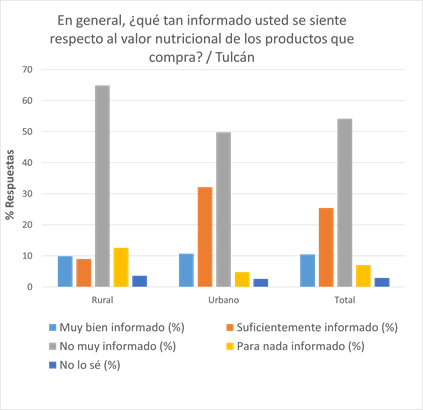 En general, ¿qué tan informado usted se siente
respecto al valor nutricional de los productos que
compra? / Tulcán
70
60
50
40
30
20
10
0
% Respuestas
Rural Urbano Total
Muy bien informado (%) Suficientemente informado (%)
No muy informado (%) Para nada informado (%)
No lo sé (%)